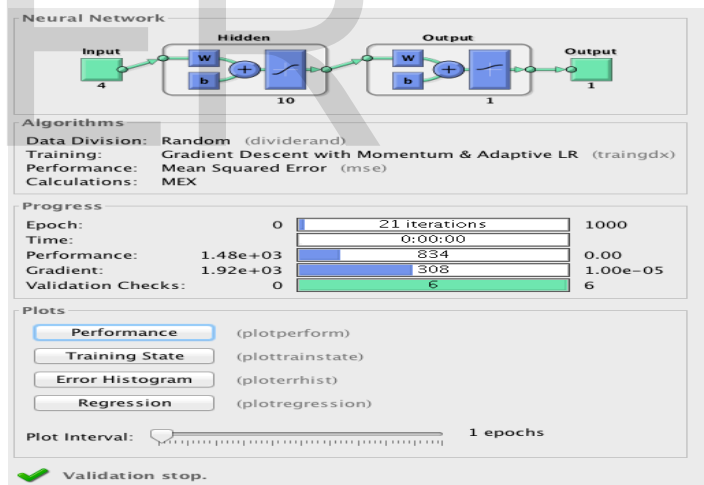 Neural Network
Hidden
Output
Input
Output
W
b
+
W
b
+
4
10
1
1
Algorithms
Data Division: Random (dividerand)
Training: Gradient Descent with Momentum & Adaptive LR (traingdx)
Performance: Mean Squared Error (mse)
Calculations: MEX
Progress
Epoch: 0 21 iterations 1000
Time: 0:00:00
Performance: 1.48e+03 834 0.00
Gradient: 1.92e+03 308 1.00e-05
Validation Checks: 0 6 6
Plots
Performance (plotperform)
Training State (plottrainstate)
Error Histogram (ploterrhist)
Regression (plotregression)
Plot Interval: 1 epochs
Validation stop.
ER